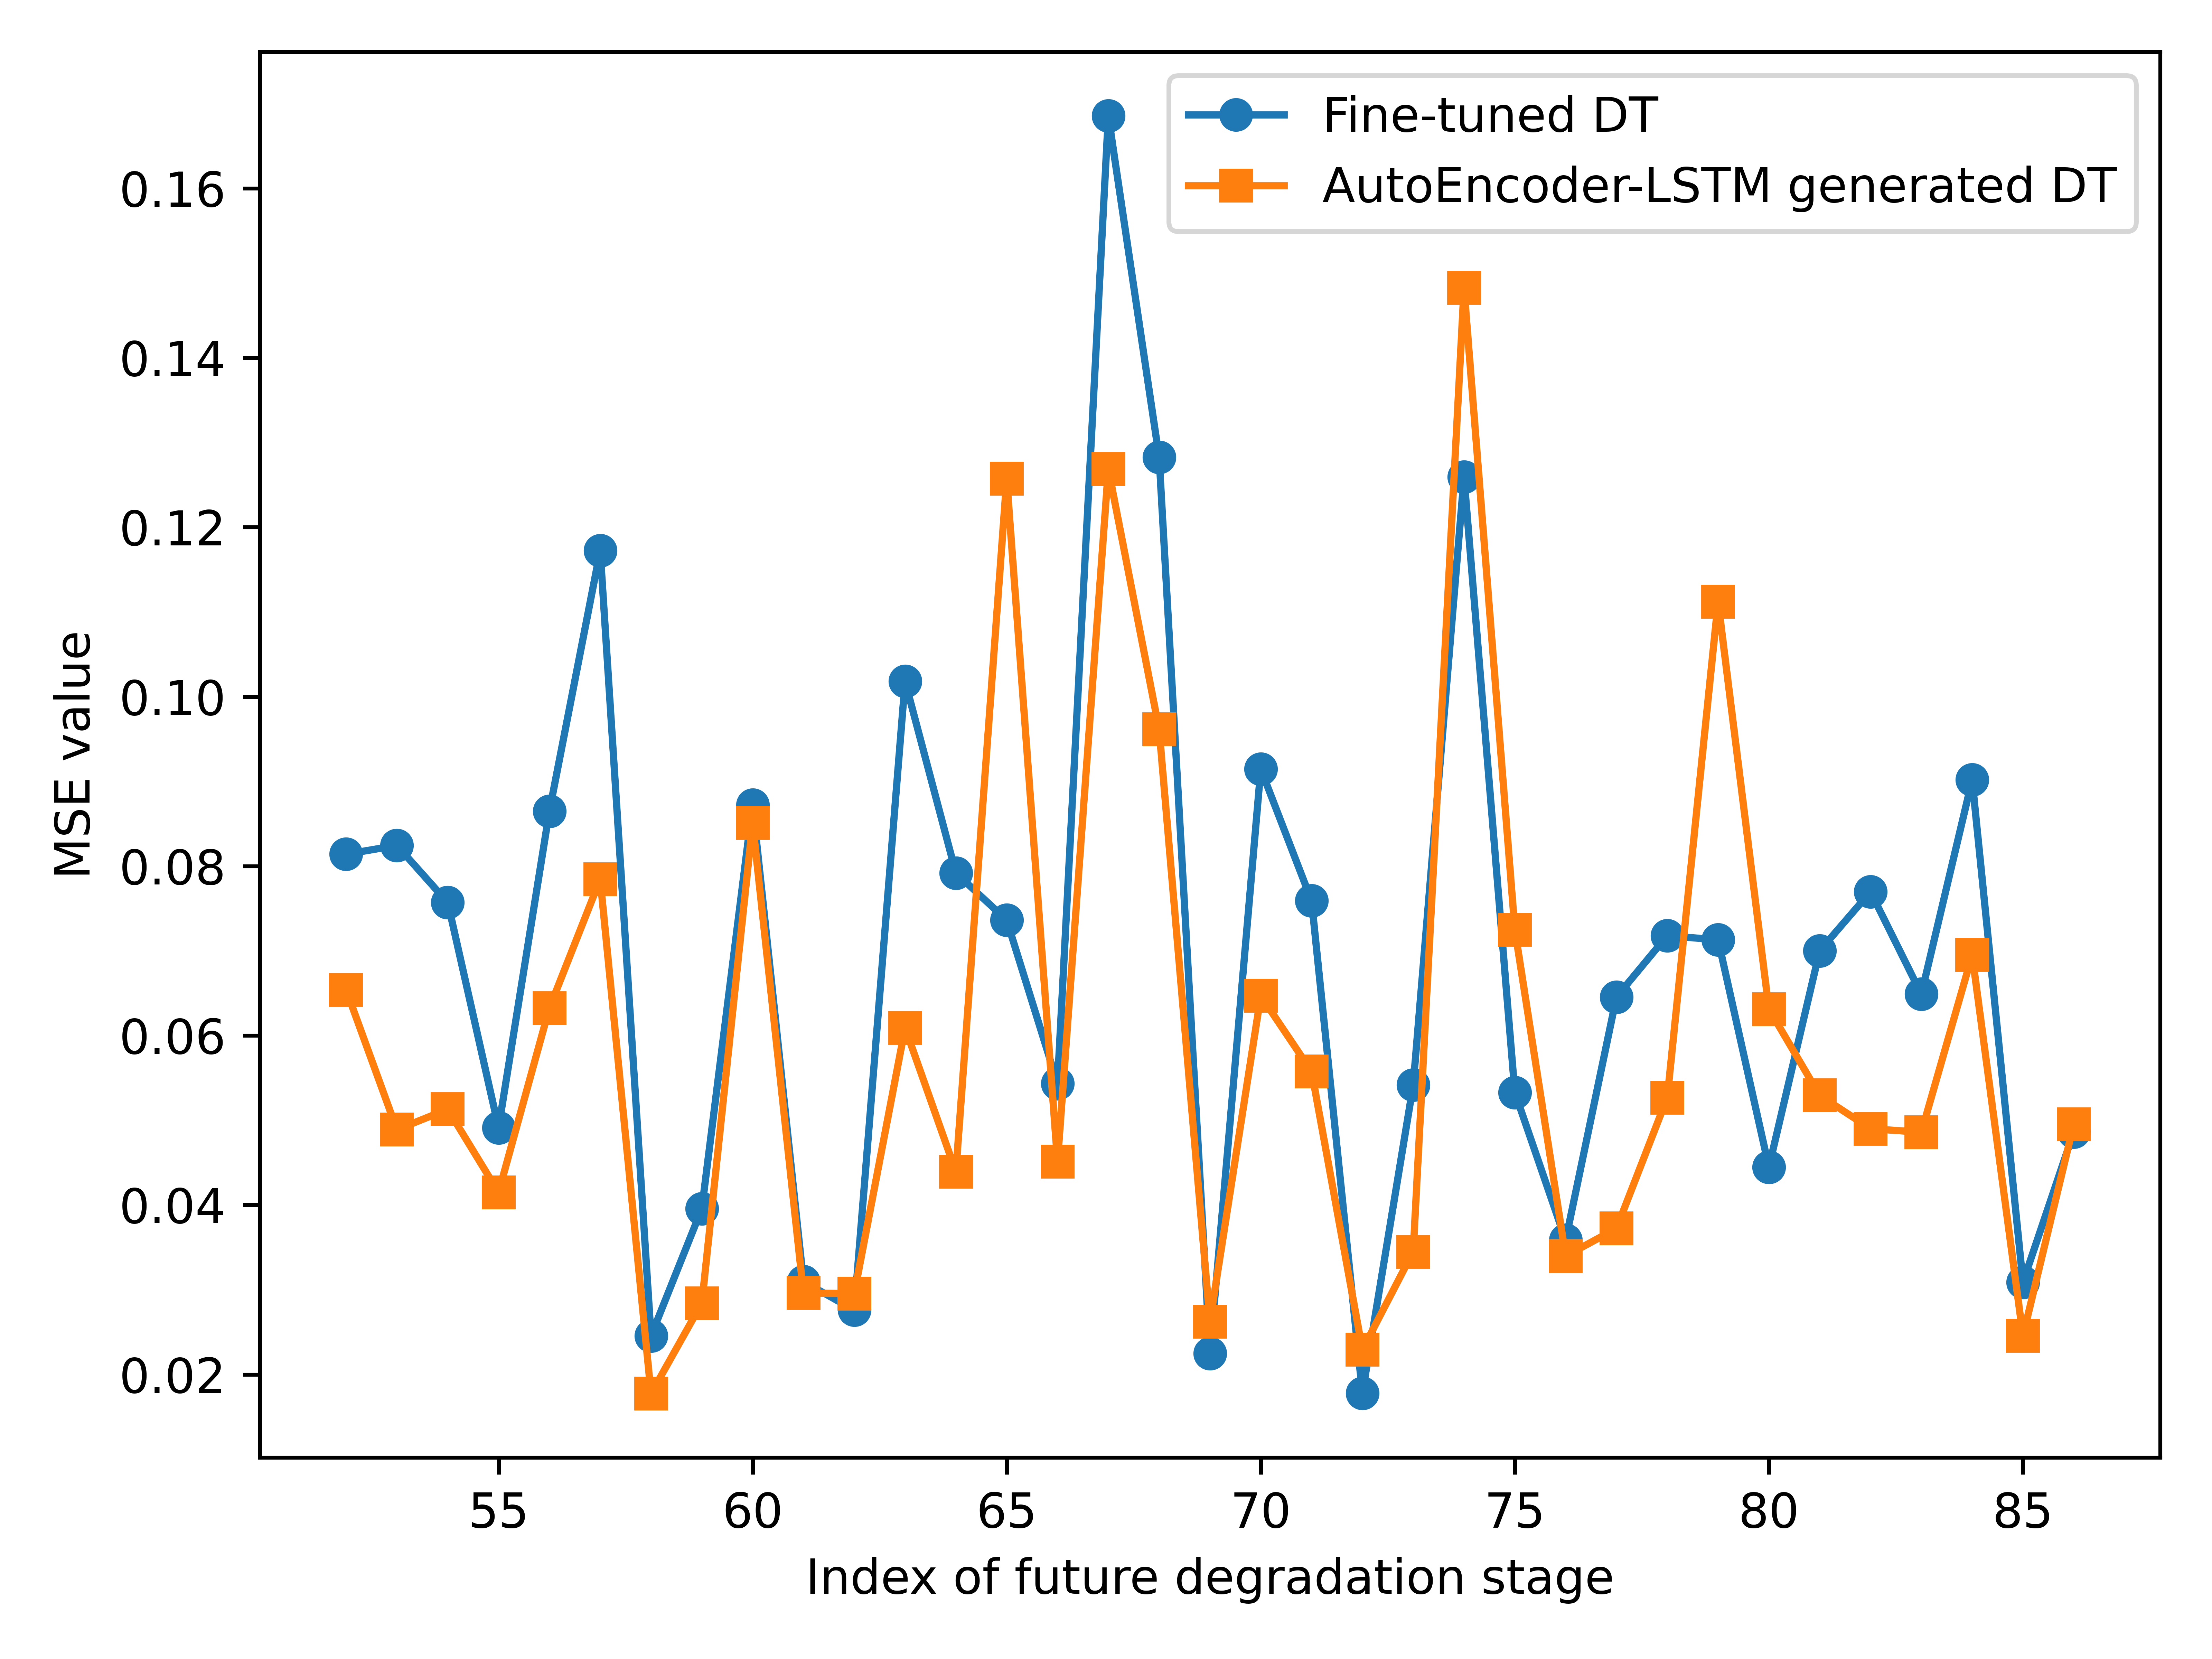 Fine-tuned DT
AutoEncoder-LSTM generated DT
MSE value
0.16
0.14
0.12
0.10
0.08
0.06
0.04
0.02
55 60 65 70 75 80 85
Index of future degradation stage